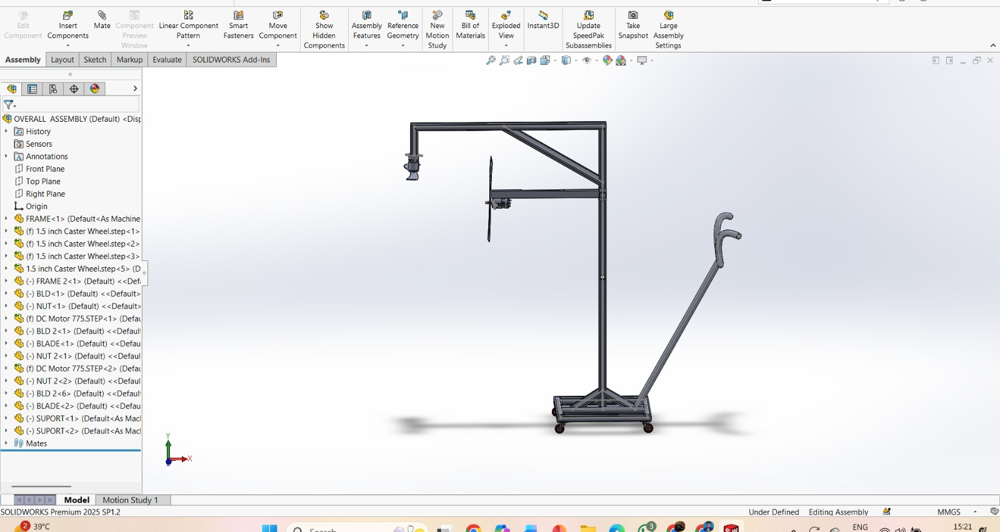 Edit Component
Insert Components
Mate
Component Preview Window
Linear Component Pattern
Smart Fasteners
Move Component
Show Hidden Components
Assembly Features
Reference Geometry
New Motion Study
Bill of Materials
Exploded View
Instant3D
Update SpeedPak Subassemblies
Take Snapshot
Large Assembly Settings
Assembly Layout Sketch Markup Evaluate SOLIDWORKS Add-Ins
OVERALL ASSEMBLY (Default) <Disp
History
Sensors
Annotations
Front Plane
Top Plane
Right Plane
Origin
FRAME<1> (Default<As Machine
(f) 1.5 inch Caster Wheel.step<1>
(f) 1.5 inch Caster Wheel.step<2>
(f) 1.5 inch Caster Wheel.step<3>
1.5 inch Caster Wheel.step<5> (D
(-) FRAME 2<1> (Default) <<Def
(-) BLD<1> (Default) <<Default>
(-) NUT<1> (Default) <<Default>
(f) DC Motor 775.STEP<1> (Defau
(-) BLD 2<1> (Default) <<Default
(-) BLADE<1> (Default) <<Defau
(-) NUT 2<1> (Default) <<Defaul
(f) DC Motor 775.STEP<2> (Defau
(-) NUT 2<2> (Default) <<Defaul
(-) BLD 2<6> (Default) <<Default
(-) BLADE<2> (Default) <<Defau
(-) SUPORT<1> (Default<As Macl
(-) SUPORT<2> (Default<As Macl
Mates
Y
X
Model Motion Study 1
SOLIDWORKS Premium 2025 SP1.2
Under Defined Editing Assembly MMGS
2 39°C
Search
3
ENG
15:21